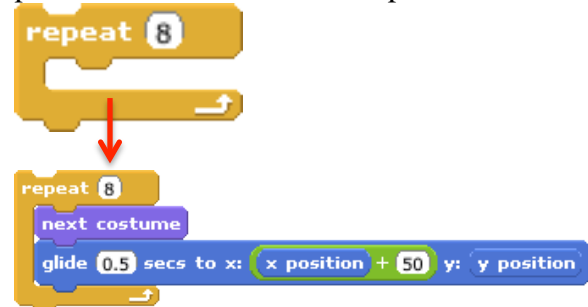 repeat 8
repeat 8
next costume
glide 0.5 secs to x: x position + 50 y: y position